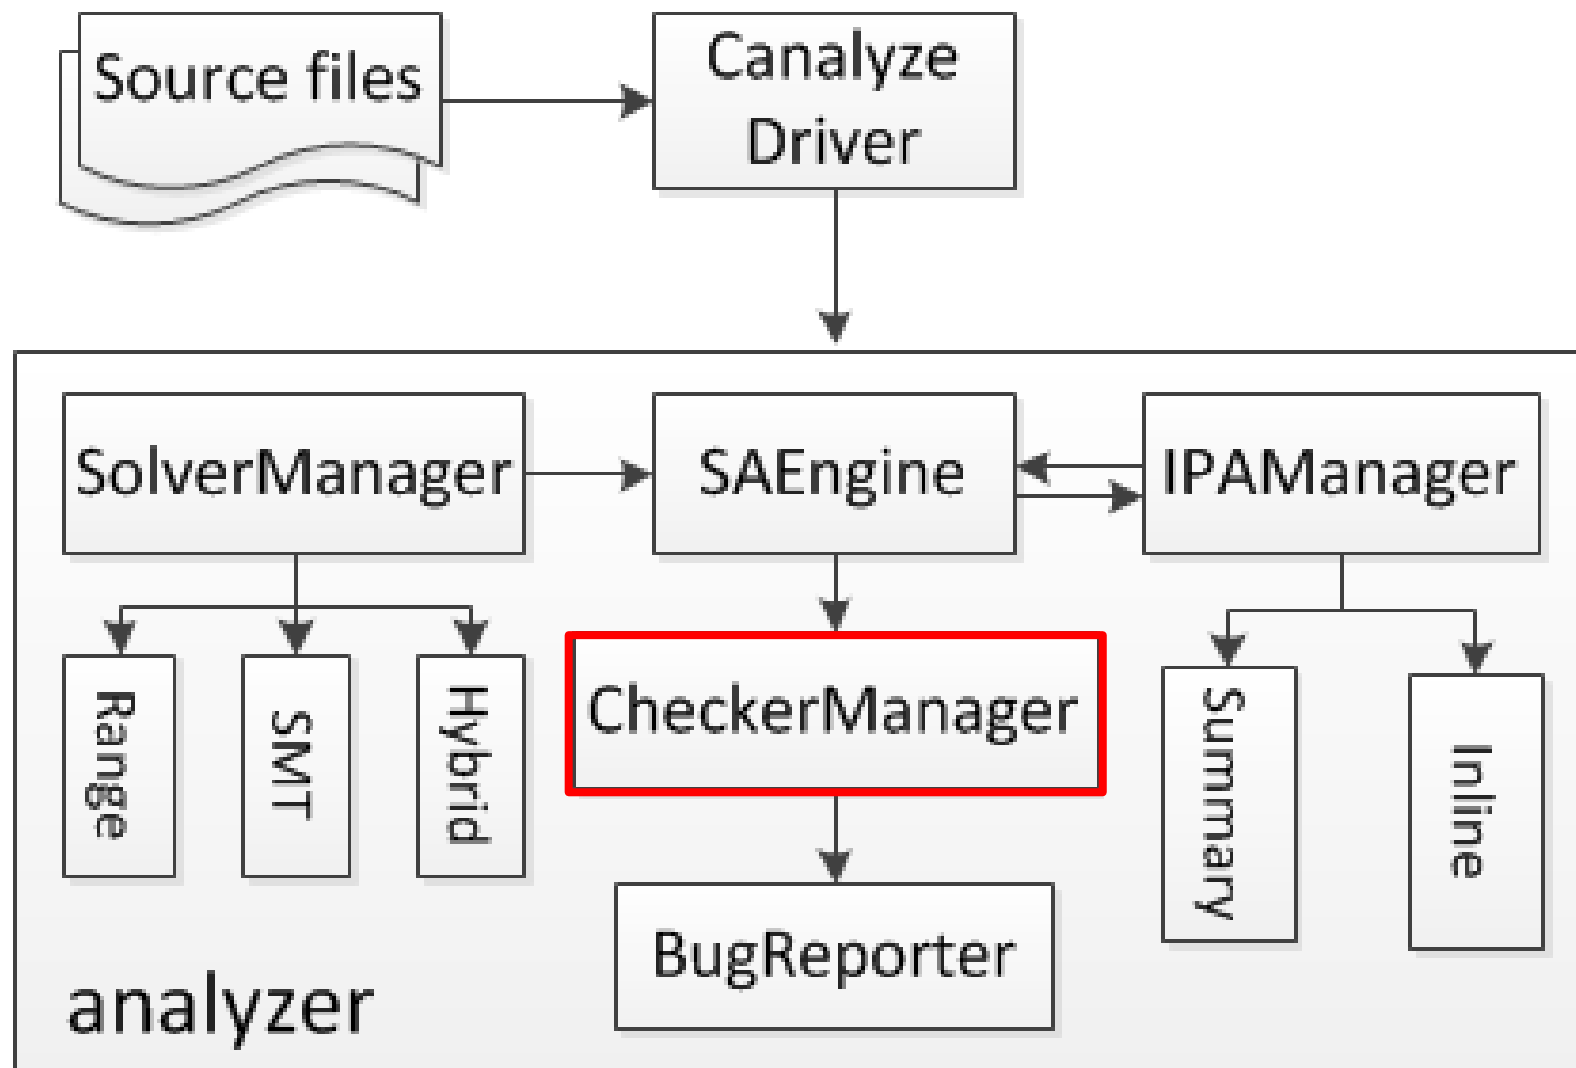 Source files
Canalyze
Driver
SolverManager
SAEngine
IPAManager
Range
SMT
Hybrid
CheckerManager
Summary
Inline
BugReporter
analyzer